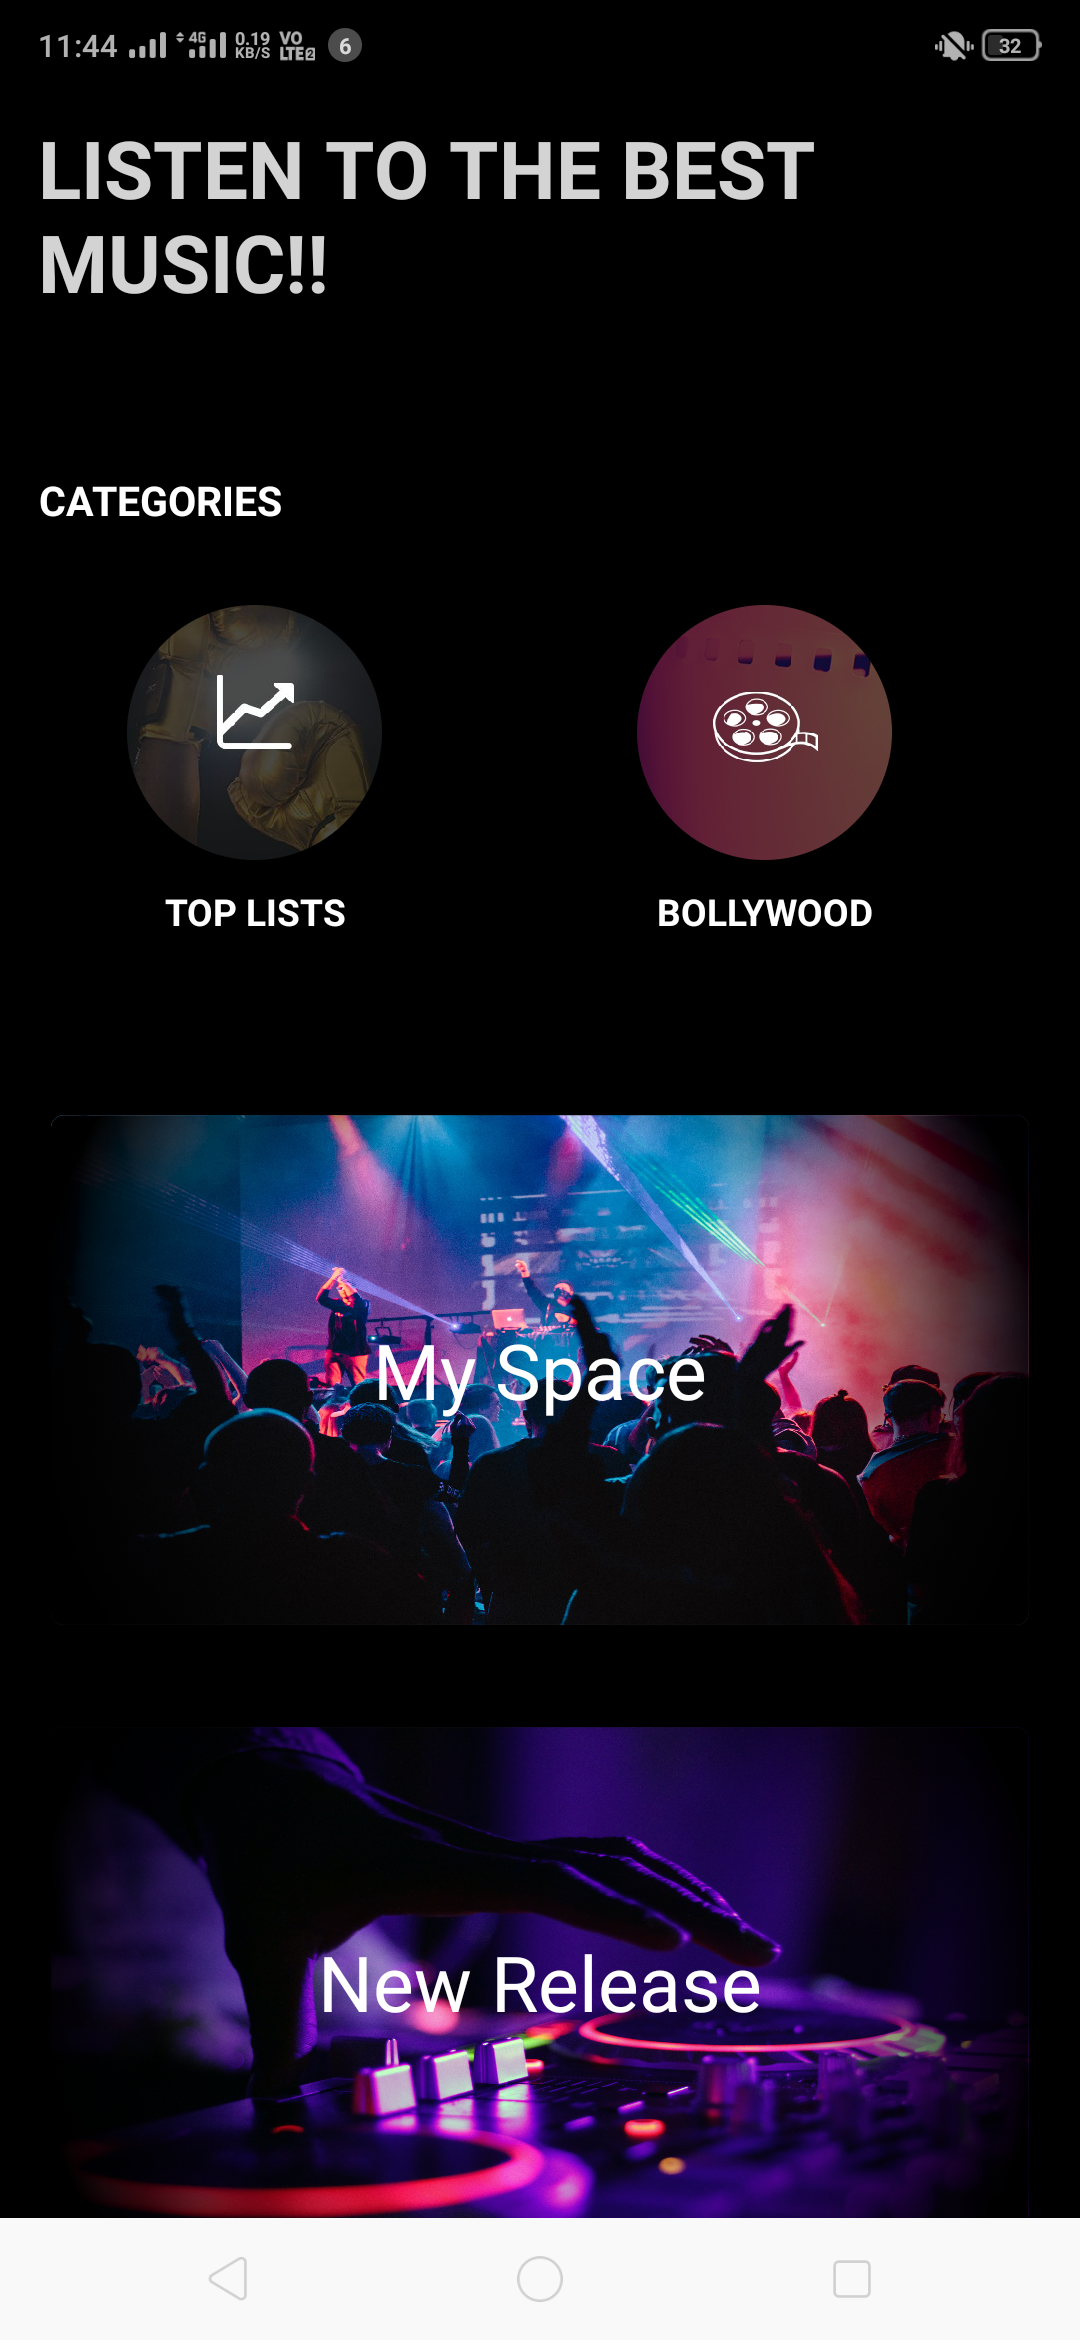 11:44 4G 0.19 KB/S VO LTE2 6 32
LISTEN TO THE BEST
MUSIC!!
CATEGORIES
TOP LISTS BOLLYWOOD
My Space
New Release